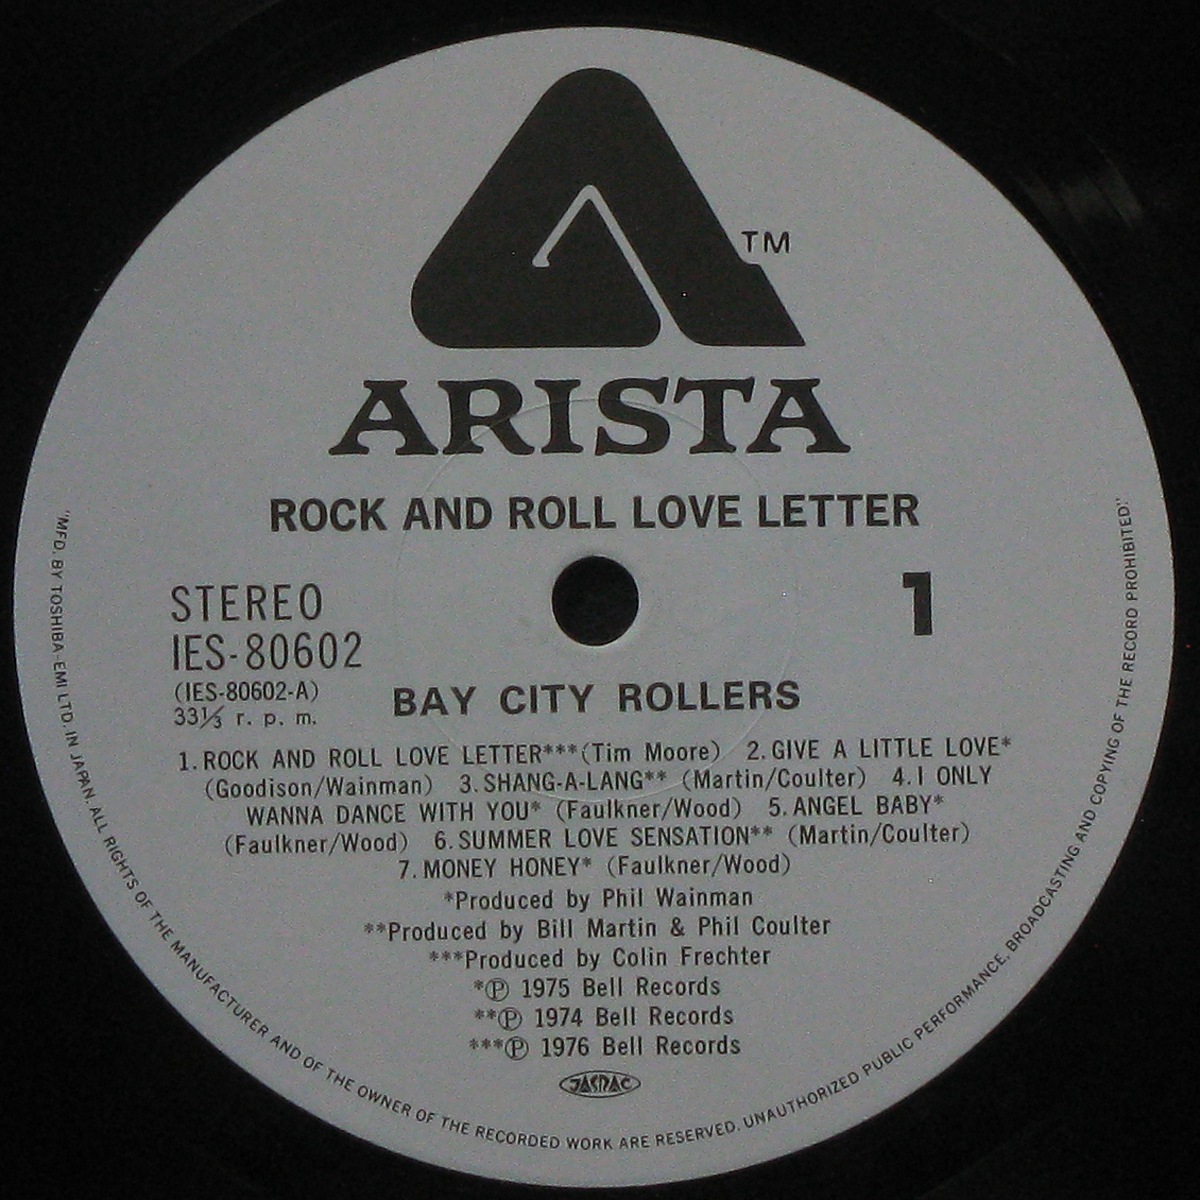 TM
ARISTA
ROCK AND ROLL LOVE LETTER
STEREO
1
IES-80602
(IES-80602-A)
33⅓ r. p. m.
BAY CITY ROLLERS
1. ROCK AND ROLL LOVE LETTER***(Tim Moore) 2. GIVE A LITTLE LOVE*
(Goodison/Wainman) 3. SHANG-A-LANG** (Martin/Coulter) 4. I ONLY
WANNA DANCE WITH YOU* (Faulkner/Wood) 5. ANGEL BABY*
(Faulkner/Wood) 6. SUMMER LOVE SENSATION** (Martin/Coulter)
7. MONEY HONEY* (Faulkner/Wood)
*Produced by Phil Wainman
**Produced by Bill Martin & Phil Coulter
***Produced by Colin Frechter
*Ⓟ 1975 Bell Records
**Ⓟ 1974 Bell Records
***Ⓟ 1976 Bell Records
JASRAC
"MFD. BY TOSHIBA-EMI LTD. IN JAPAN. ALL RIGHTS OF THE MANUFACTURER AND OF THE OWNER OF THE RECORDED WORK ARE RESERVED. UNAUTHORIZED PUBLIC PERFORMANCE, BROADCASTING AND COPYING OF THE RECORD PROHIBITED."